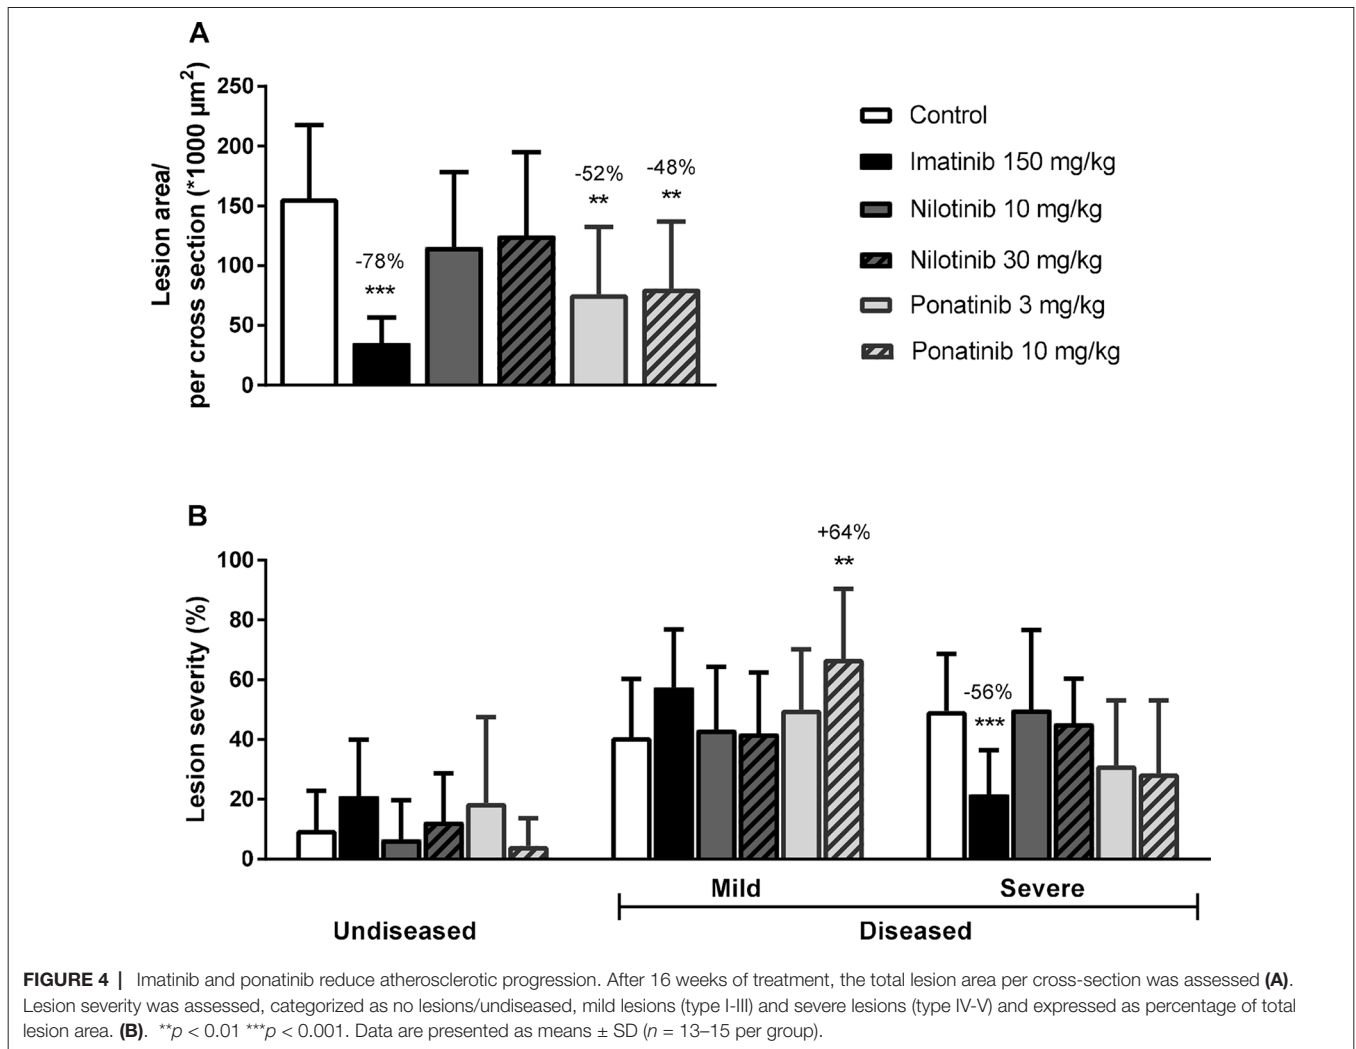 A
Lesion area/
per cross section (*1000 µm²)
250
200
150
100
50
0
-78%
***
-52%
**
-48%
**
Control
Imatinib 150 mg/kg
Nilotinib 10 mg/kg
Nilotinib 30 mg/kg
Ponatinib 3 mg/kg
Ponatinib 10 mg/kg
B
Lesion severity (%)
100
80
60
40
20
0
+64%
**
-56%
***
Mild
Severe
Undiseased
Diseased
FIGURE 4 | Imatinib and ponatinib reduce atherosclerotic progression. After 16 weeks of treatment, the total lesion area per cross-section was assessed (A).
Lesion severity was assessed, categorized as no lesions/undiseased, mild lesions (type I-III) and severe lesions (type IV-V) and expressed as percentage of total
lesion area. (B). **p < 0.01 ***p < 0.001. Data are presented as means ± SD (n = 13–15 per group).